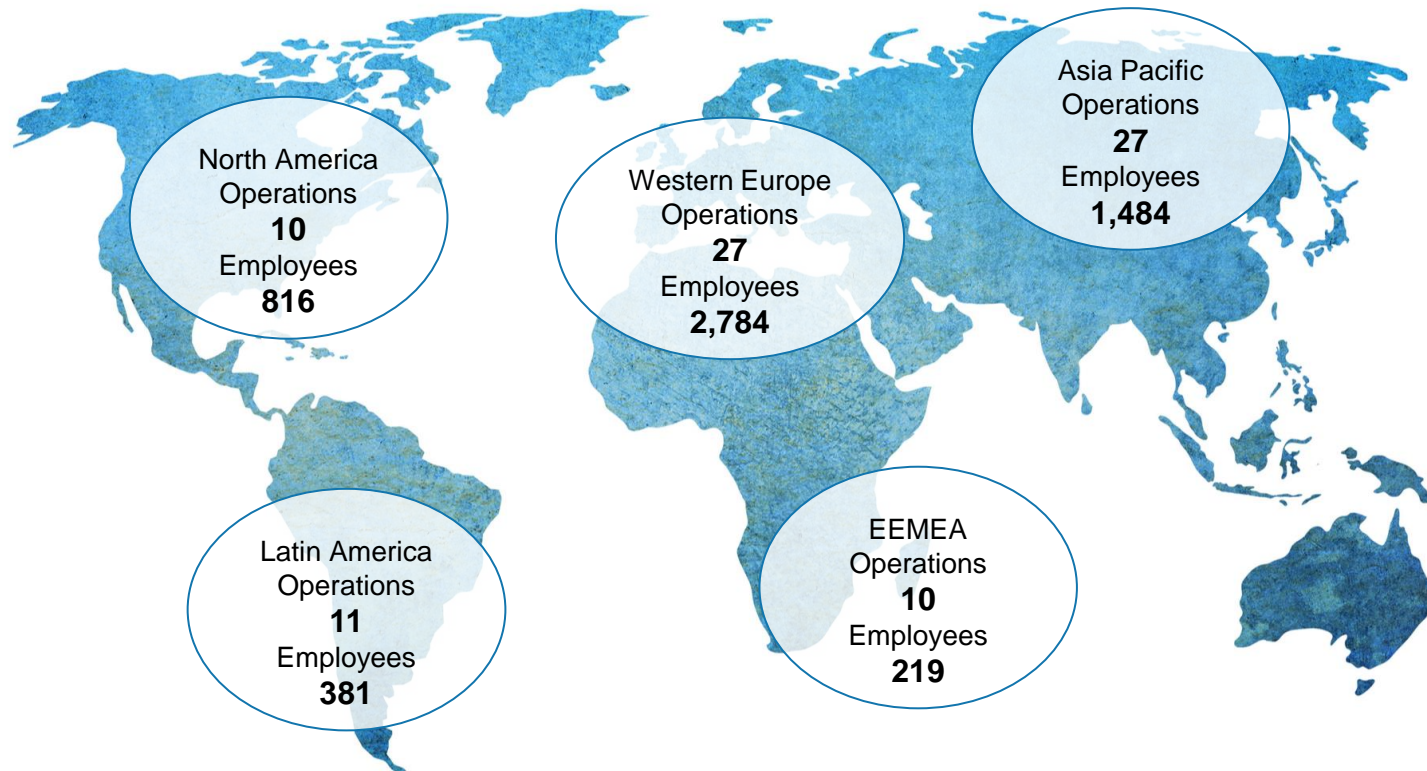 North America
Operations
10
Employees
816
Western Europe
Operations
27
Employees
2,784
Asia Pacific
Operations
27
Employees
1,484
Latin America
Operations
11
Employees
381
EEMEA
Operations
10
Employees
219